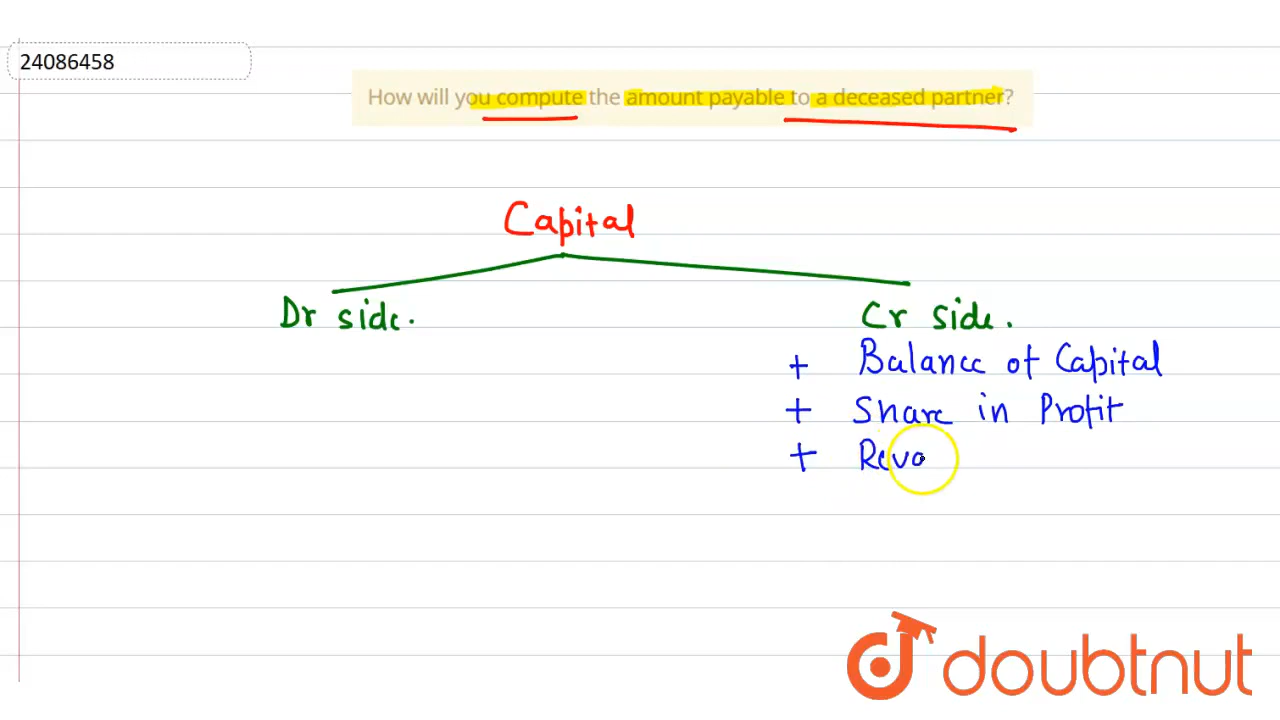 24086458
How will you compute the amount payable to a deceased partner?
Capital
Dr side.
Cr side.
+ Balance of Capital
+ Share in Profit
+ Reva
doubtnut